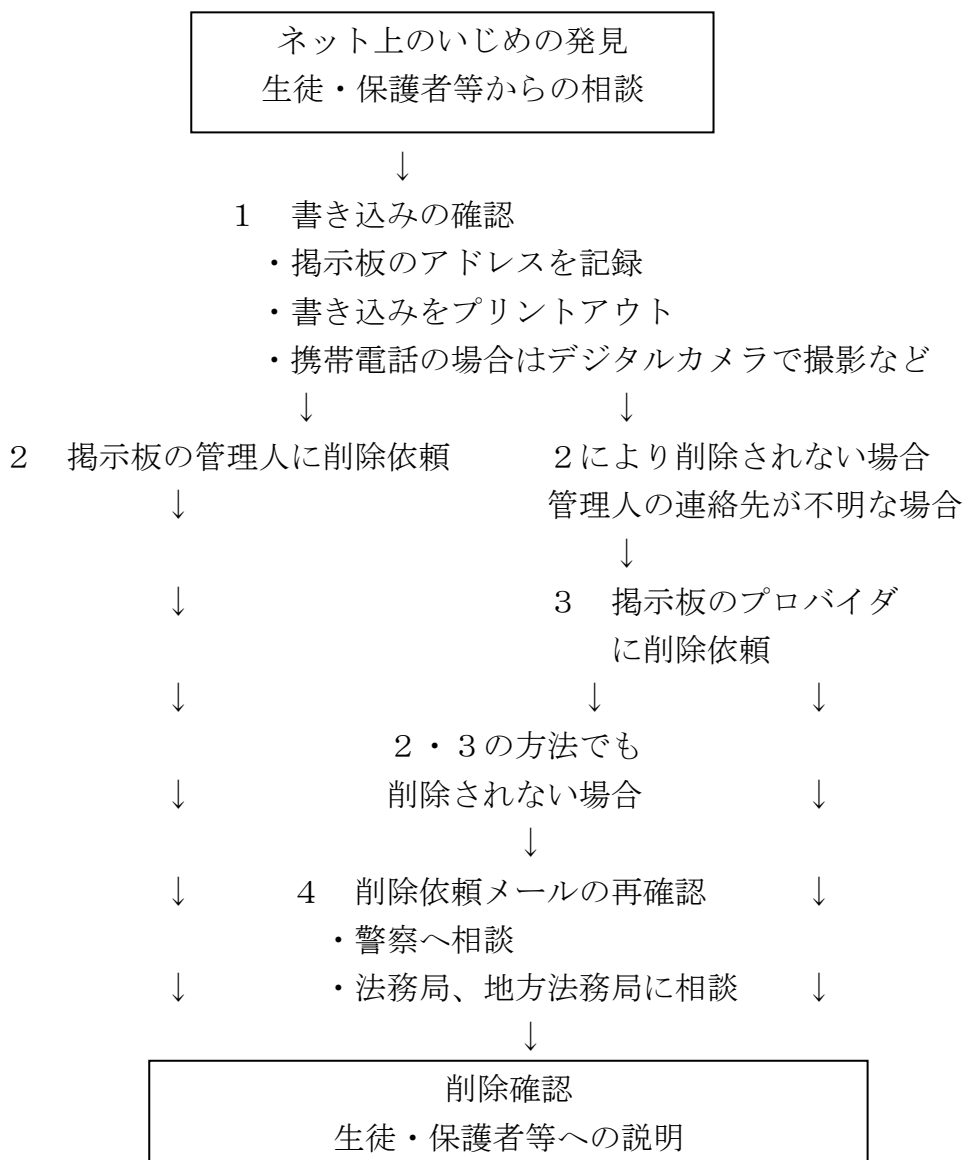 ネット上のいじめの発見
生徒・保護者等からの相談
↓
１　書き込みの確認
・掲示板のアドレスを記録
・書き込みをプリントアウト
・携帯電話の場合はデジタルカメラで撮影など
↓　↓
２　掲示板の管理人に削除依頼　２により削除されない場合
↓　管理人の連絡先が不明な場合
↓
↓　３　掲示板のプロバイダ
に削除依頼
↓　↓　↓
２・３の方法でも
↓　削除されない場合　↓
↓
↓　４　削除依頼メールの再確認　↓
・警察へ相談
↓　・法務局、地方法務局に相談　↓
↓
削除確認
生徒・保護者等への説明